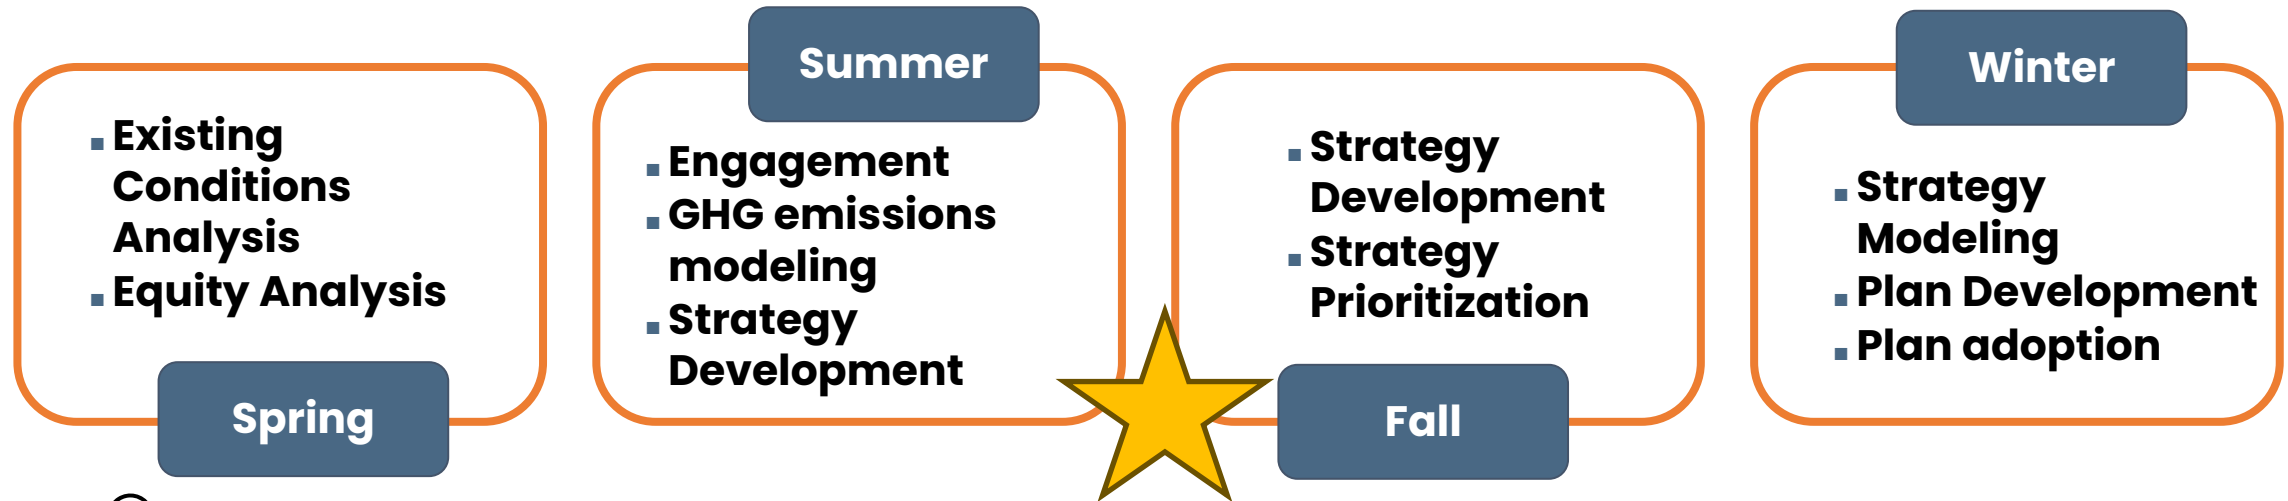 Existing
Conditions
Analysis
Equity Analysis
Spring
Summer
Engagement
GHG emissions
modeling
Strategy
Development
Strategy
Development
Strategy
Prioritization
Fall
Winter
Strategy
Modeling
Plan Development
Plan adoption